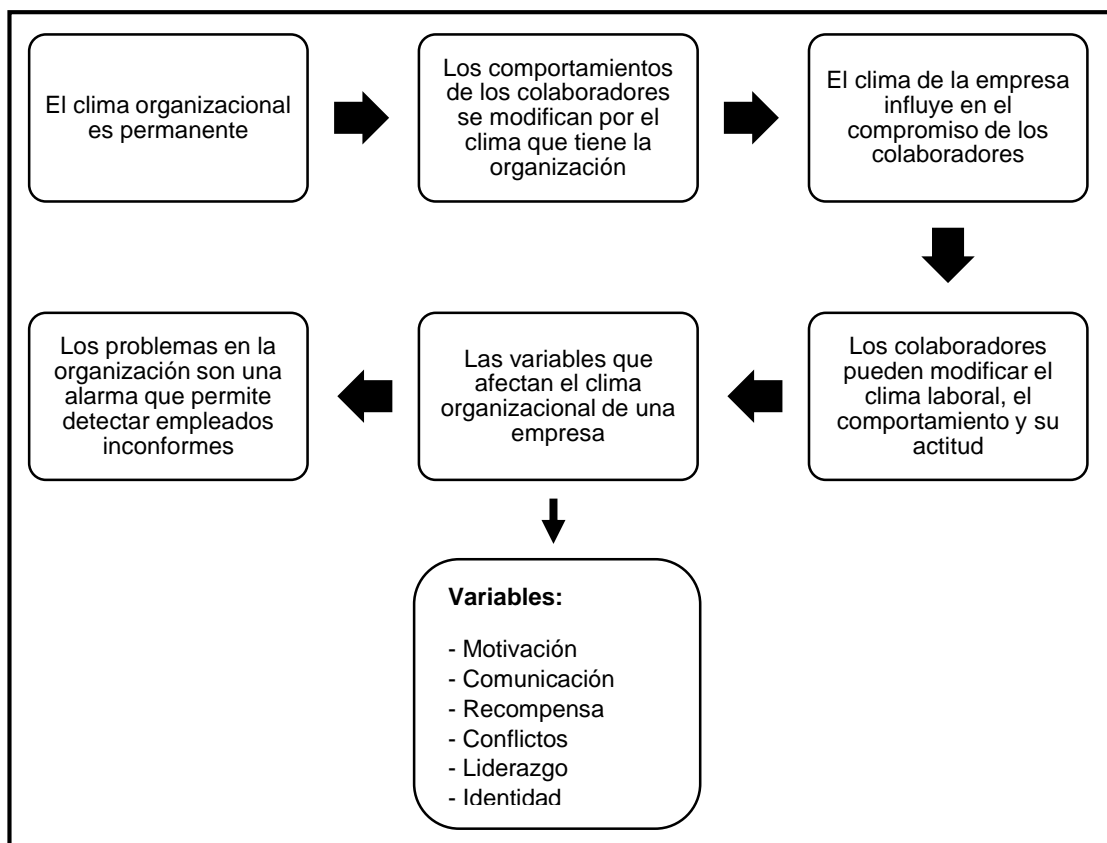 El clima organizacional
es permanente
Los comportamientos
de los colaboradores
se modifican por el
clima que tiene la
organización
El clima de la empresa
influye en el
compromiso de los
colaboradores
Los colaboradores
pueden modificar el
clima laboral, el
comportamiento y su
actitud
Las variables que
afectan el clima
organizacional de una
empresa
Los problemas en la
organización son una
alarma que permite
detectar empleados
inconformes
Variables:
- Motivación
- Comunicación
- Recompensa
- Conflictos
- Liderazgo
- Identidad